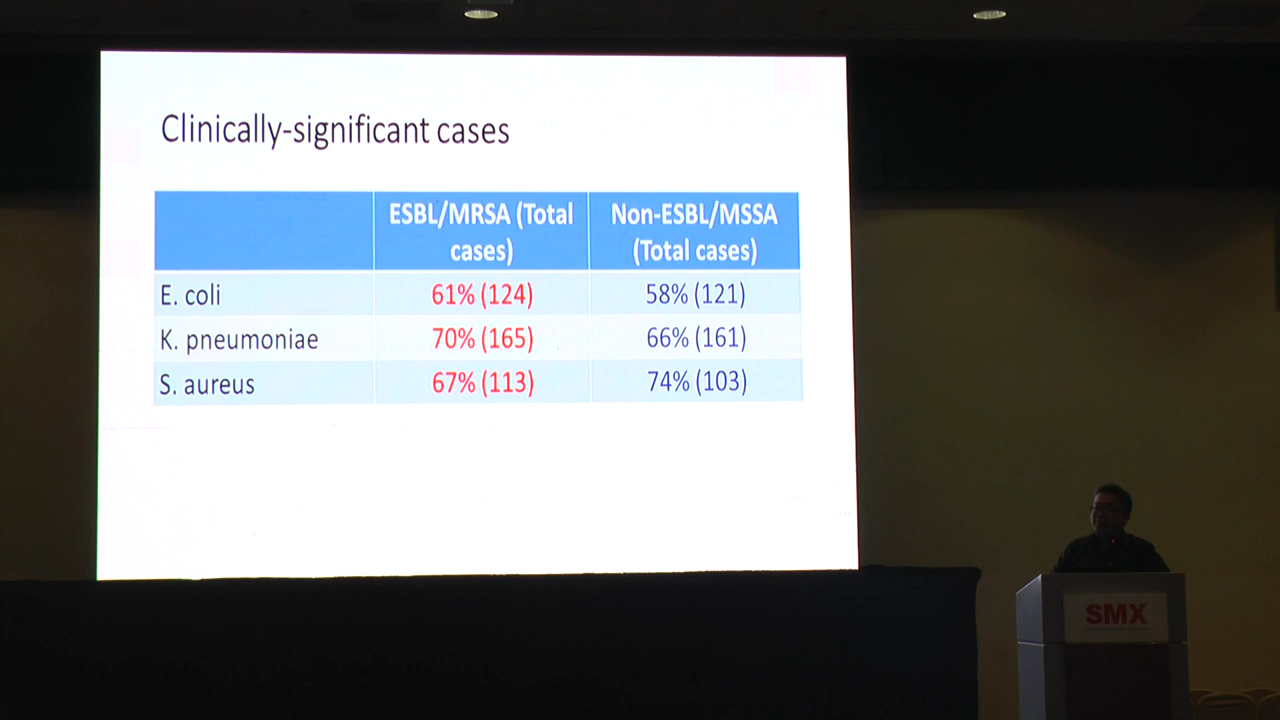 Clinically-significant cases
ESBL/MRSA (Total cases)
Non-ESBL/MSSA (Total cases)
E. coli 61% (124) 58% (121)
K. pneumoniae 70% (165) 66% (161)
S. aureus 67% (113) 74% (103)
SMX